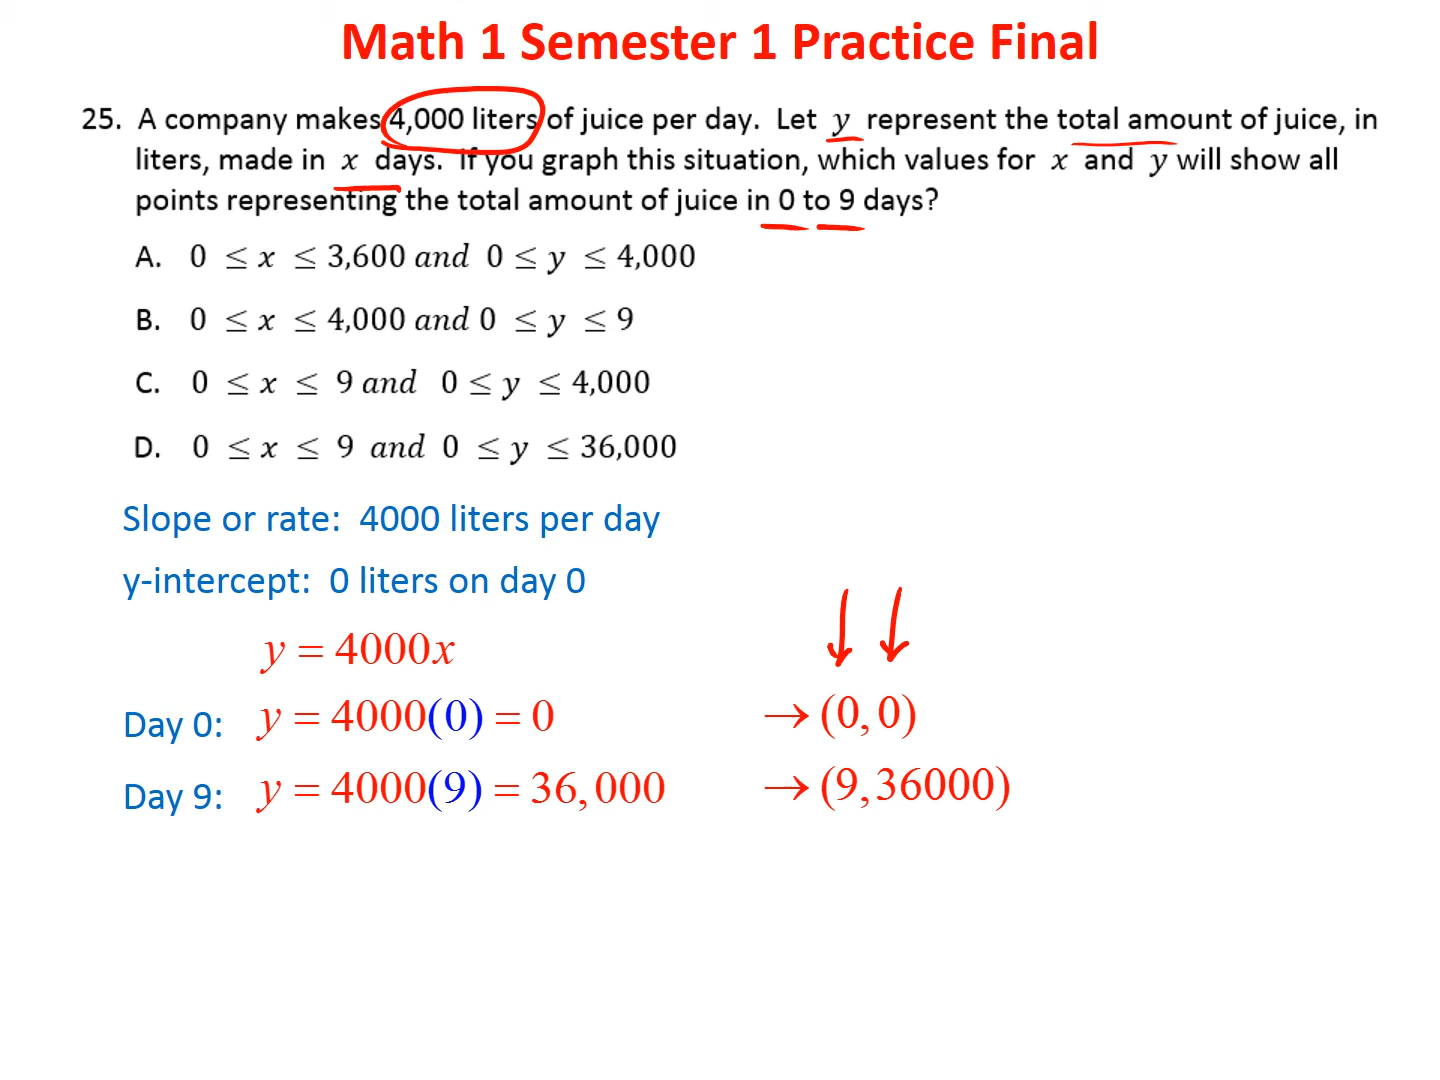 Math 1 Semester 1 Practice Final
25. A company makes 4,000 liters of juice per day. Let y represent the total amount of juice, in
liters, made in x days. If you graph this situation, which values for x and y will show all
points representing the total amount of juice in 0 to 9 days?
A. 0 ≤ x ≤ 3,600 and 0 ≤ y ≤ 4,000
B. 0 ≤ x ≤ 4,000 and 0 ≤ y ≤ 9
C. 0 ≤ x ≤ 9 and 0 ≤ y ≤ 4,000
D. 0 ≤ x ≤ 9 and 0 ≤ y ≤ 36,000
Slope or rate: 4000 liters per day
y-intercept: 0 liters on day 0
y = 4000x
Day 0: y = 4000(0) = 0 → (0, 0)
Day 9: y = 4000(9) = 36,000 → (9, 36000)